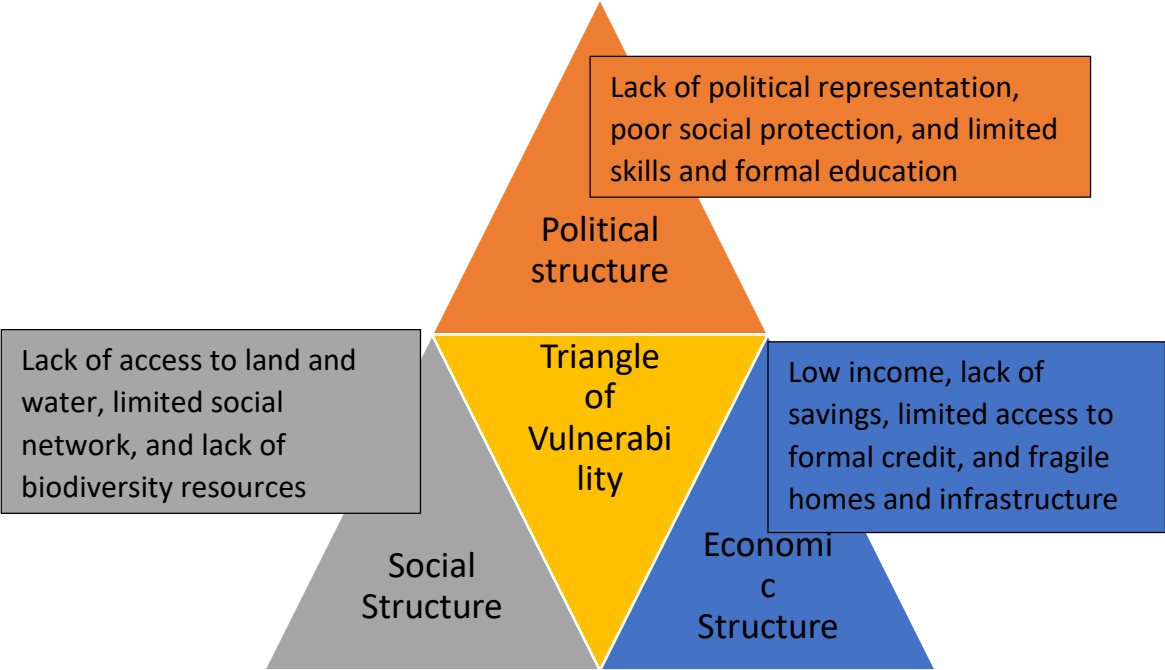 Lack of political representation,
poor social protection, and limited
skills and formal education
Political
structure
Lack of access to land and
water, limited social
network, and lack of
biodiversity resources
Triangle
of
Vulnerabi
lity
Low income, lack of
savings, limited access to
formal credit, and fragile
homes and infrastructure
Social
Structure
Economi
c
Structure